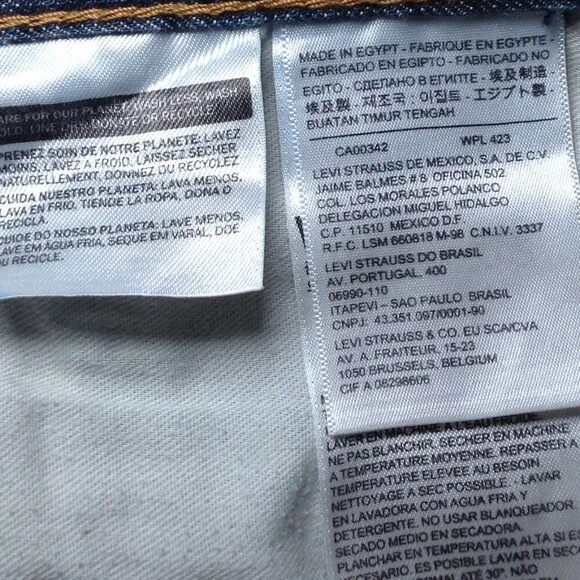 ARE FOR OUR PLANET: WASH LESS, WASH
OLD, LINE DRY, DONATE OR RECYCLE.
PRENEZ SOIN DE NOTRE PLANETE: LAVEZ
MOINS, LAVEZ A FROID, LAISSEZ SECHER
NATURELLEMENT, DONNEZ OU RECYCLEZ
CUIDA NUESTRO PLANETA: LAVA MENOS,
LAVA EN FRIO, TIENDE LA ROPA, DONA O
RECICLA.
CUIDE DO NOSSO PLANETA: LAVE MENOS,
LAVE EM ÁGUA FRIA, SEQUE EM VARAL, DOE
OU RECICLE.
MADE IN EGYPT - FABRIQUE EN EGYPTE -
FABRICADO EN EGIPTO - FABRICADO NO
EGITO - СДЕЛАНО В ЕГИПТЕ - 埃及制造 -
埃及製 - 제조국 : 이집트 - エジプト製 -
BUATAN TIMUR TENGAH
CA00342 WPL 423
LEVI STRAUSS DE MEXICO, S.A. DE C.V.
JAIME BALMES # 8 OFICINA 502
COL. LOS MORALES POLANCO
DELEGACION MIGUEL HIDALGO
C.P. 11510 MEXICO D.F.
R.F.C. LSM 660818 M-98 C.N.I.V. 3337
LEVI STRAUSS DO BRASIL
AV. PORTUGAL, 400
06990-110
ITAPEVI - SAO PAULO BRASIL
CNPJ: 43.351.097/0001-90
LEVI STRAUSS & CO. EU SCA/CVA
AV. A. FRAITEUR, 15-23
1050 BRUSSELS, BELGIUM
CIF A 08298606
LAVER EN MACHINE A L'EAU FROIDE.
NE PAS BLANCHIR. SECHER EN MACHINE
A TEMPERATURE MOYENNE. REPASSER A
TEMPERATURE ELEVEE AU BESOIN
NETTOYAGE A SEC POSSIBLE. - LAVAR
EN LAVADORA CON AGUA FRIA Y
DETERGENTE. NO USAR BLANQUEADOR
MEDIO SECADO EN SECADORA.
PLANCHAR EN TEMPERATURA ALTA SI ES
NECESARIO. ES POSIBLE LAVAR EN SEC